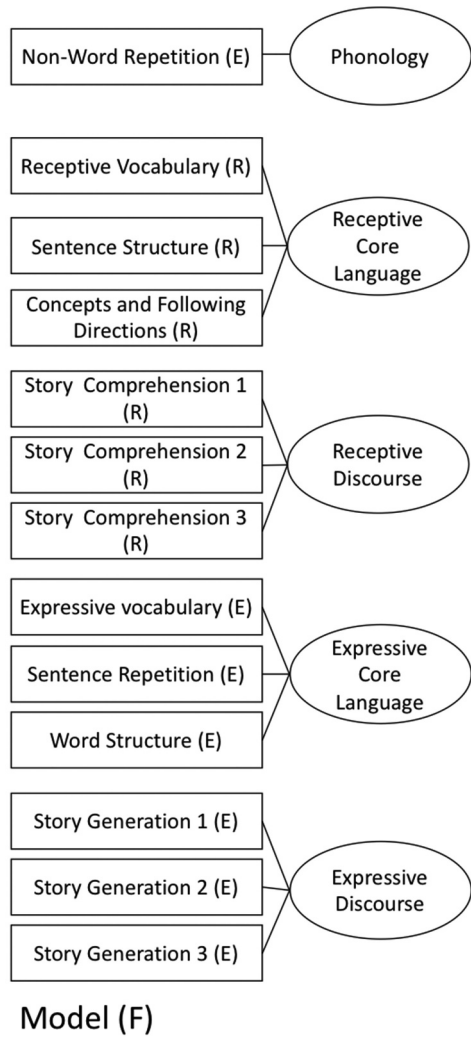 Non-Word Repetition (E)
Phonology
Receptive Vocabulary (R)
Sentence Structure (R)
Concepts and Following
Directions (R)
Receptive
Core
Language
Story Comprehension 1
(R)
Story Comprehension 2
(R)
Story Comprehension 3
(R)
Receptive
Discourse
Expressive vocabulary (E)
Sentence Repetition (E)
Word Structure (E)
Expressive
Core
Language
Story Generation 1 (E)
Story Generation 2 (E)
Story Generation 3 (E)
Expressive
Discourse
Model (F)